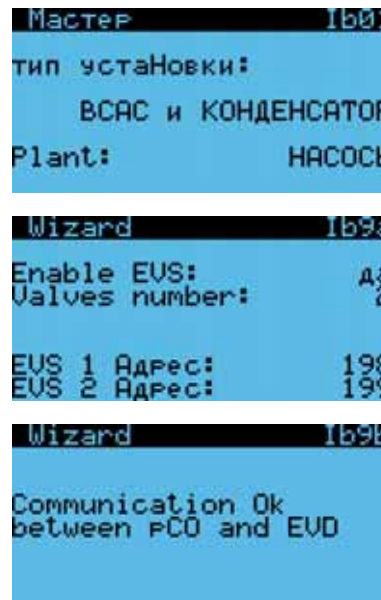 Мастер
тип устаНовки:
ВСАС и
Plant:
Wizard
Enable EVS:
Valves number:
EVS 1 Адрес:
EVS 2 Адрес:
Wizard
Communication Ok
between pCO and EVD